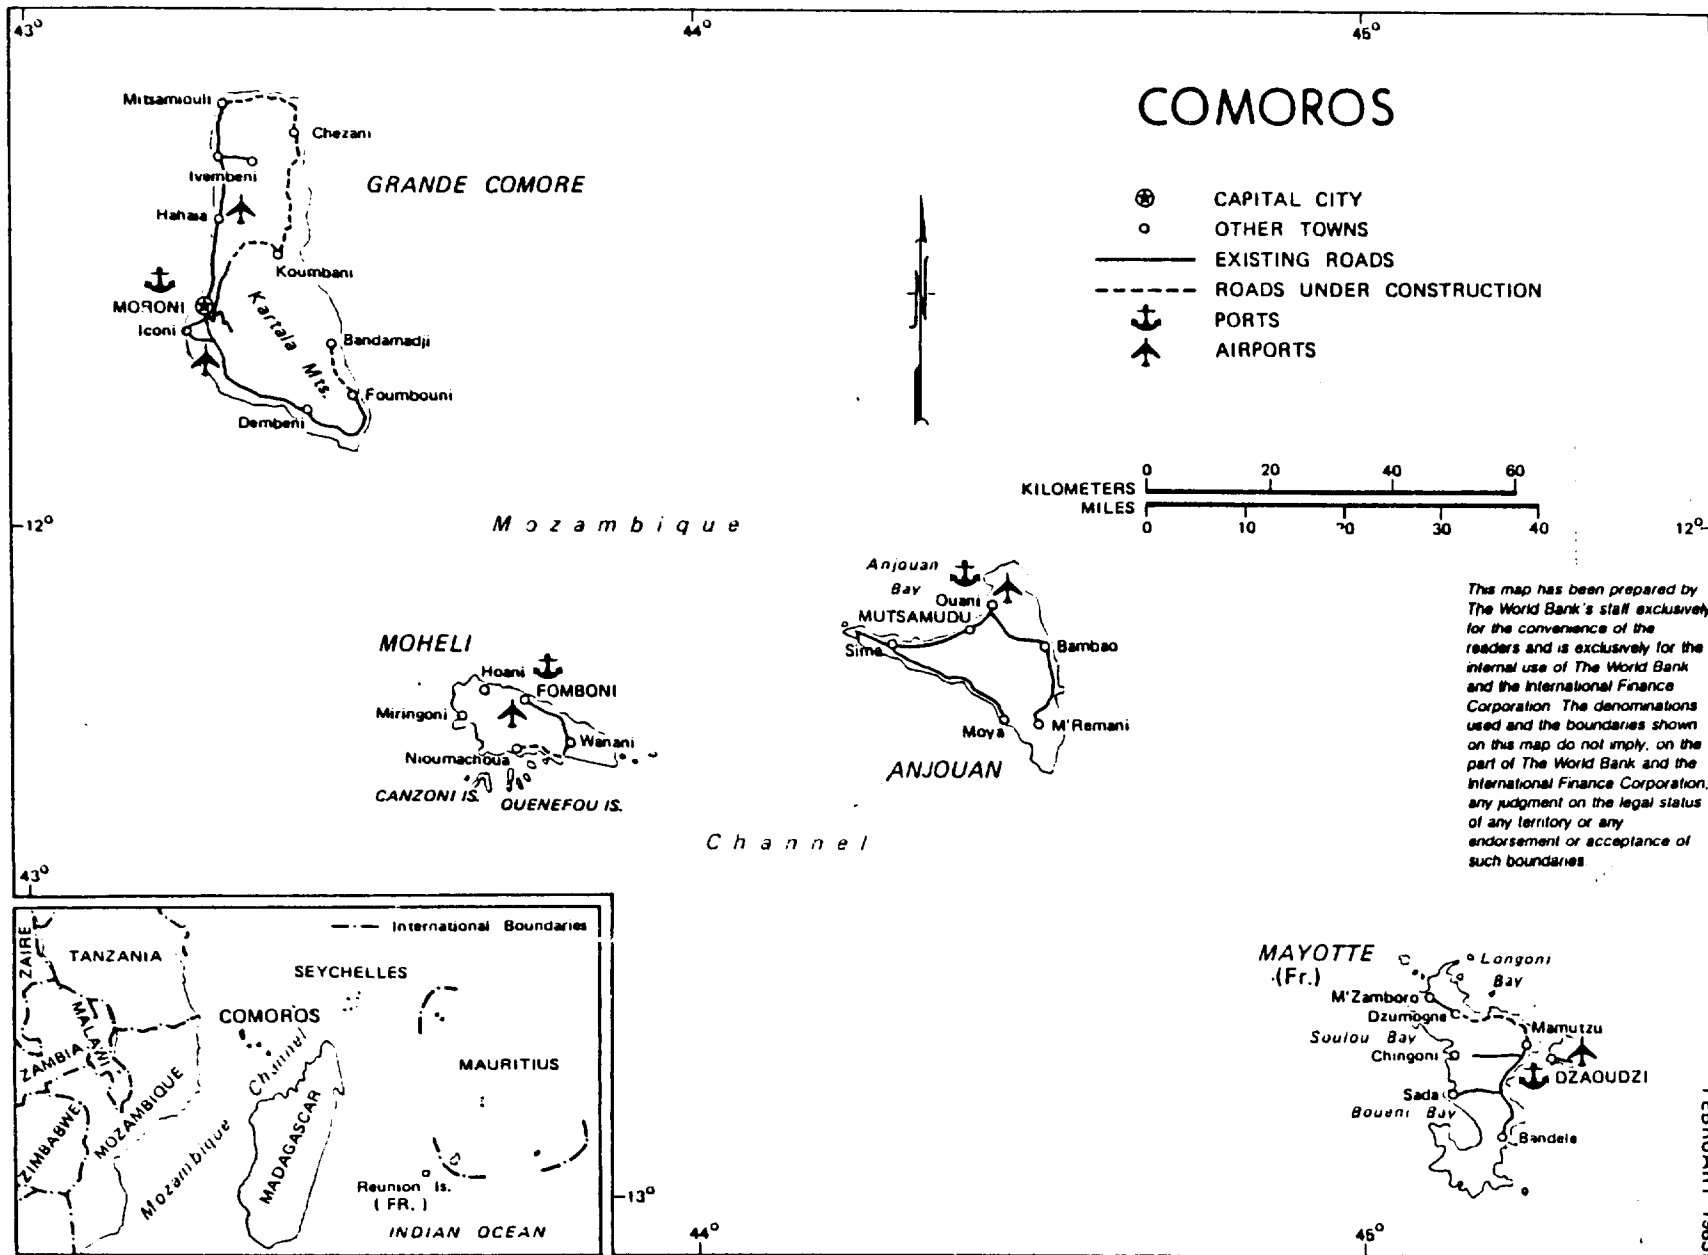 43°
44°
45°
COMOROS
CAPITAL CITY
OTHER TOWNS
EXISTING ROADS
ROADS UNDER CONSTRUCTION
PORTS
AIRPORTS
Mitsamiouli
Chezani
Ivembeni
GRANDE COMORE
Hahaia
Koumbani
MORONI
Iconi
Kartala Mts.
Bandamadji
Foumbouni
Dembeni
0 20 40 60
KILOMETERS
MILES
0 10 20 30 40
12°
12°
Mozambique
Anjouan
Bay
Ouani
MUTSAMUDU
Sima
Bambao
Moya
M'Remani
ANJOUAN
MOHELI
Hoani
FOMBONI
Miringoni
Wanani
Nioumachoua
CANZONI IS.
OUENEFOU IS.
Channel
This map has been prepared by
The World Bank's staff exclusively
for the convenience of the
readers and is exclusively for the
internal use of The World Bank
and the International Finance
Corporation. The denominations
used and the boundaries shown
on this map do not imply, on the
part of The World Bank and the
International Finance Corporation,
any judgment on the legal status
of any territory or any
endorsement or acceptance of
such boundaries.
43°
International Boundaries
ZAIRE
TANZANIA
SEYCHELLES
COMOROS
MALAWI
ZAMBIA
MOZAMBIQUE
ZIMBABWE
Mozambique Channel
MADAGASCAR
MAURITIUS
Reunion Is.
(FR.)
INDIAN OCEAN
MAYOTTE
(Fr.)
Longoni
Bay
M'Zamboro
Dzumogne
Mamutzu
Soulou Bay
Chingoni
DZAOUDZI
Sada
Boueni Bay
Bandele
13°
44°
45°